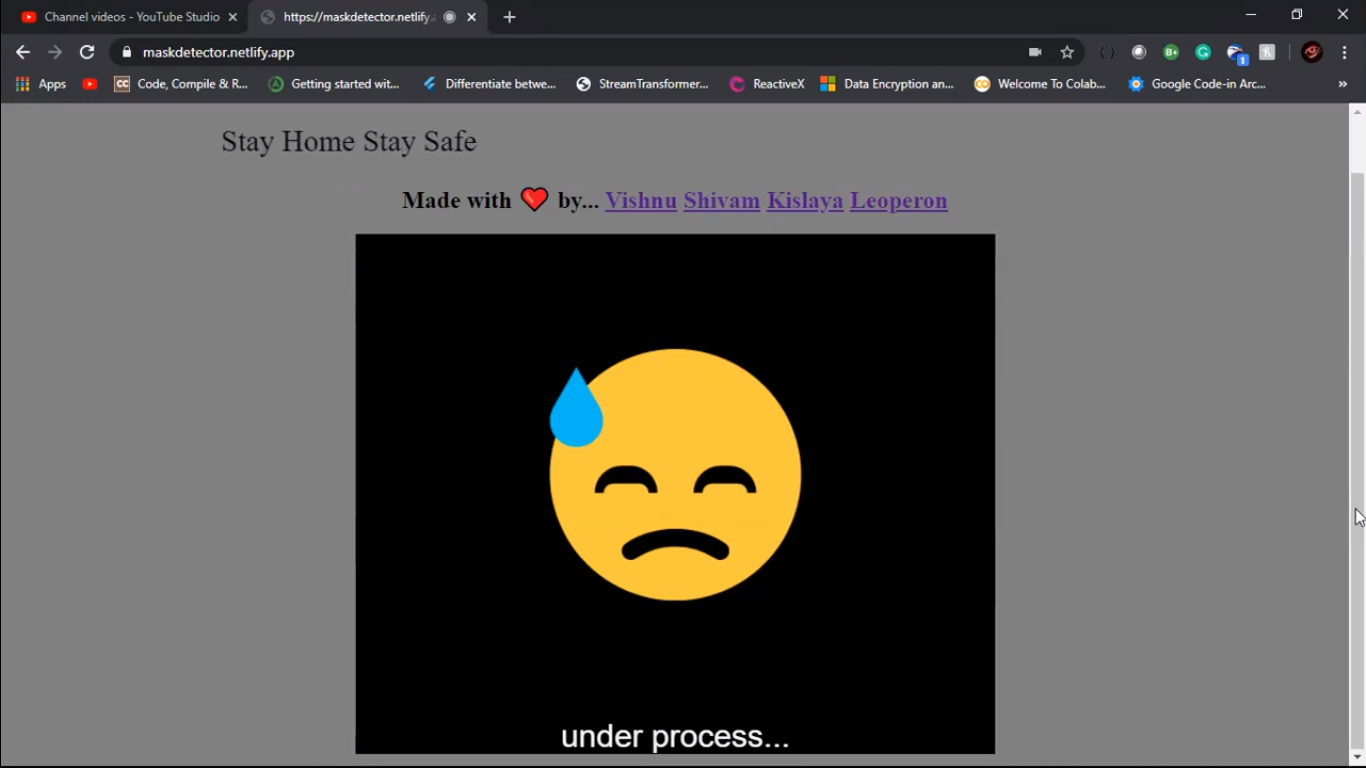 Channel videos - YouTube Studio
https://maskdetector.netlify.
maskdetector.netlify.app
Apps
CC Code, Compile & R...
Getting started wit...
Differentiate betwe...
StreamTransformer...
ReactiveX
Data Encryption an...
Welcome To Colab...
Google Code-in Arc...
»
Stay Home Stay Safe
Made with ❤️ by... Vishnu Shivam Kislaya Leoperon
under process...